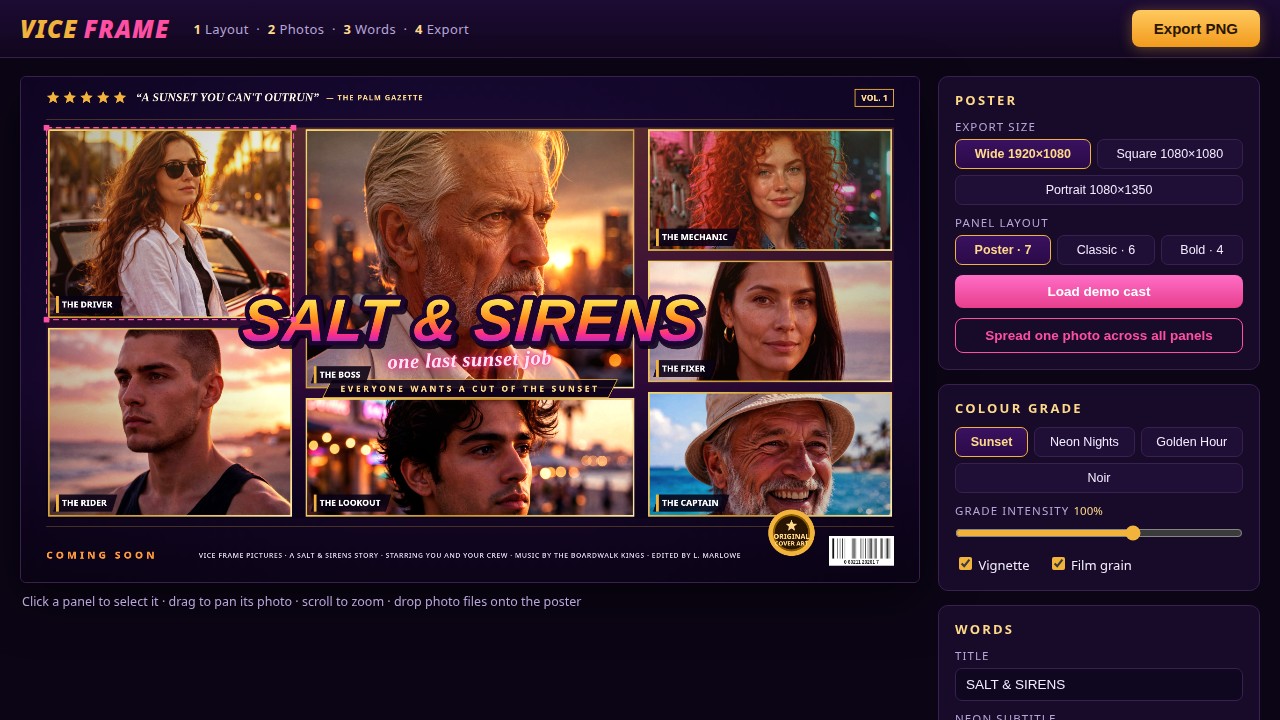 VICE FRAME
1 Layout · 2 Photos · 3 Words · 4 Export
Export PNG
“A SUNSET YOU CAN'T OUTRUN” — THE PALM GAZETTE
VOL. 1
THE DRIVER
THE BOSS
THE MECHANIC
THE FIXER
THE RIDER
THE LOOKOUT
THE CAPTAIN
SALT & SIRENS
one last sunset job
EVERYONE WANTS A CUT OF THE SUNSET
COMING SOON
VICE FRAME PICTURES · A SALT & SIRENS STORY · STARRING YOU AND YOUR CREW · MUSIC BY THE BOARDWALK KINGS · EDITED BY L. MARLOWE
ORIGINAL
COVER ART
Click a panel to select it · drag to pan its photo · scroll to zoom · drop photo files onto the poster
POSTER
EXPORT SIZE
Wide 1920×1080
Square 1080×1080
Portrait 1080×1350
PANEL LAYOUT
Poster · 7
Classic · 6
Bold · 4
Load demo cast
Spread one photo across all panels
COLOUR GRADE
Sunset
Neon Nights
Golden Hour
Noir
GRADE INTENSITY 100%
Vignette
Film grain
WORDS
TITLE
SALT & SIRENS
NEON SUBTITLE